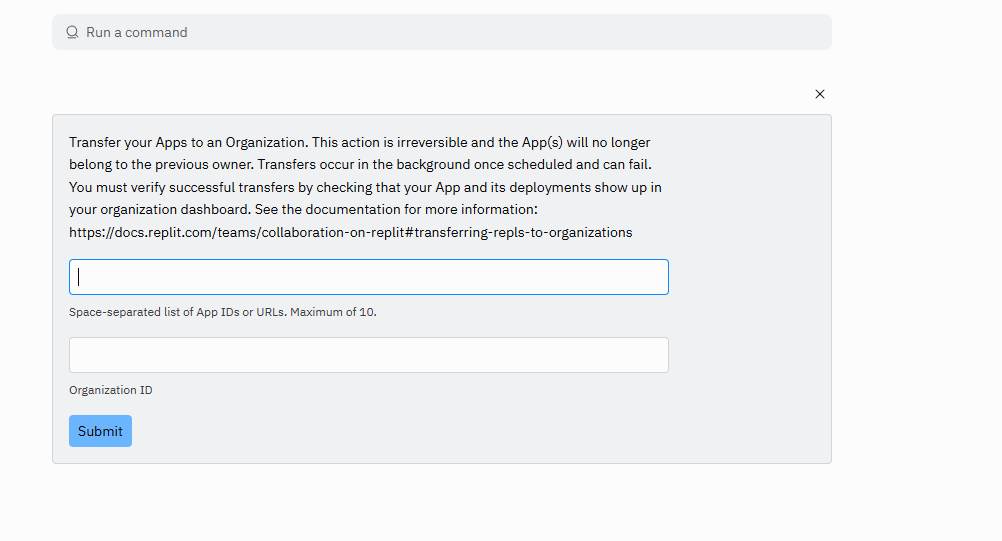 Run a command
Transfer your Apps to an Organization. This action is irreversible and the App(s) will no longer
belong to the previous owner. Transfers occur in the background once scheduled and can fail.
You must verify successful transfers by checking that your App and its deployments show up in
your organization dashboard. See the documentation for more information:
https://docs.replit.com/teams/collaboration-on-replit#transferring-repls-to-organizations
Space-separated list of App IDs or URLs. Maximum of 10.
Organization ID
Submit